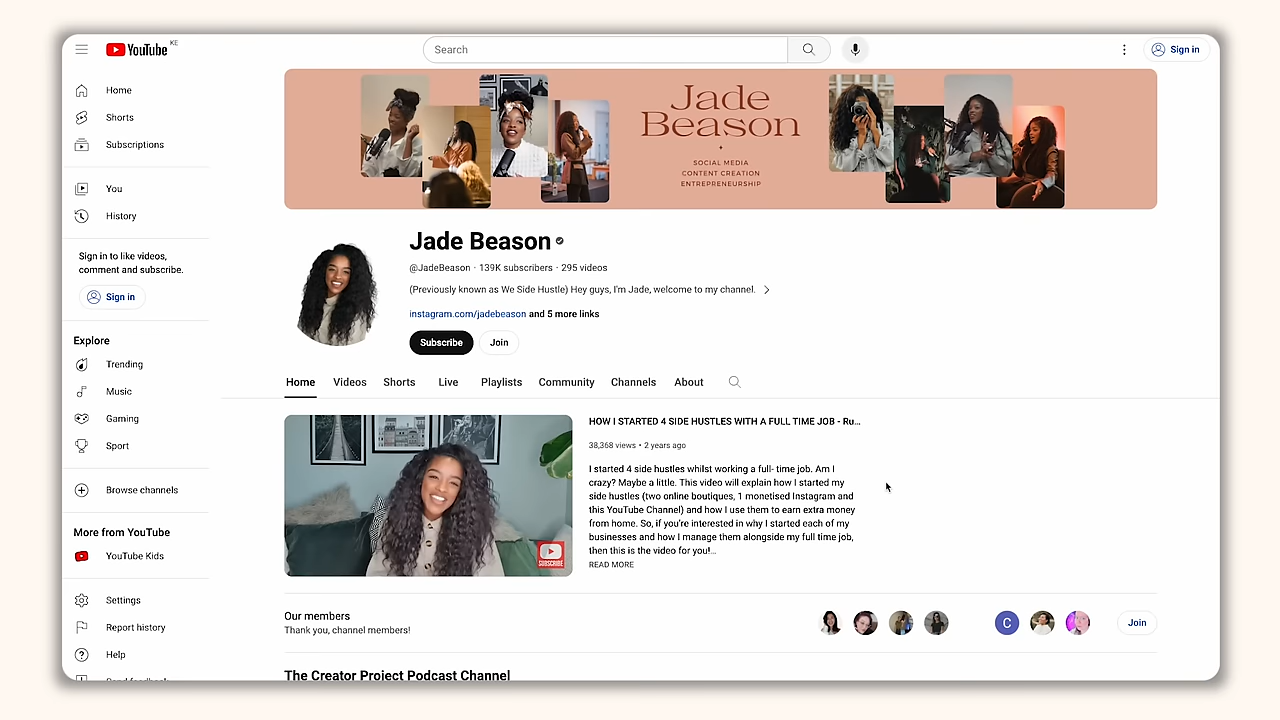 YouTube KE
Search
Sign in
Home
Shorts
Subscriptions
You
History
Sign in to like videos,
comment and subscribe.
Sign in
Explore
Trending
Music
Gaming
Sport
Browse channels
More from YouTube
YouTube Kids
Settings
Report history
Help
Send feedback
Jade
Beason
SOCIAL MEDIA
CONTENT CREATION
ENTREPRENEURSHIP
Jade Beason
@JadeBeason · 139K subscribers · 295 videos
(Previously known as We Side Hustle) Hey guys, I'm Jade, welcome to my channel.
instagram.com/jadebeason and 5 more links
Subscribe
Join
Home Videos Shorts Live Playlists Community Channels About
SUBSCRIBE
HOW I STARTED 4 SIDE HUSTLES WITH A FULL TIME JOB - Ru...
38,368 views • 2 years ago
I started 4 side hustles whilst working a full- time job. Am I
crazy? Maybe a little. This video will explain how I started my
side hustles (two online boutiques, 1 monetised Instagram and
this YouTube Channel) and how I use them to earn extra money
from home. So, if you're interested in why I started each of my
businesses and how I manage them alongside my full time job,
then this is the video for you!...
READ MORE
Our members
Thank you, channel members!
C
Join
The Creator Project Podcast Channel